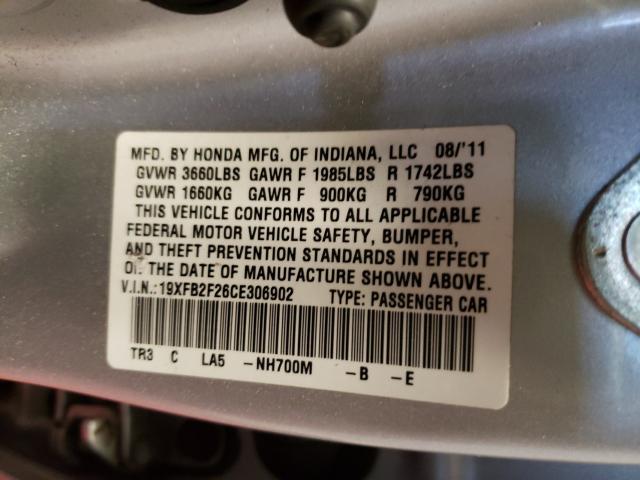 MFD. BY HONDA MFG. OF INDIANA, LLC 08/'11
GVWR 3660LBS GAWR F 1985LBS R 1742LBS
GVWR 1660KG GAWR F 900KG R 790KG
THIS VEHICLE CONFORMS TO ALL APPLICABLE
FEDERAL MOTOR VEHICLE SAFETY, BUMPER,
AND THEFT PREVENTION STANDARDS IN EFFECT
ON THE DATE OF MANUFACTURE SHOWN ABOVE.
V.I.N.:19XFB2F26CE306902 TYPE: PASSENGER CAR
TR3 C LA5 -NH700M -B -E